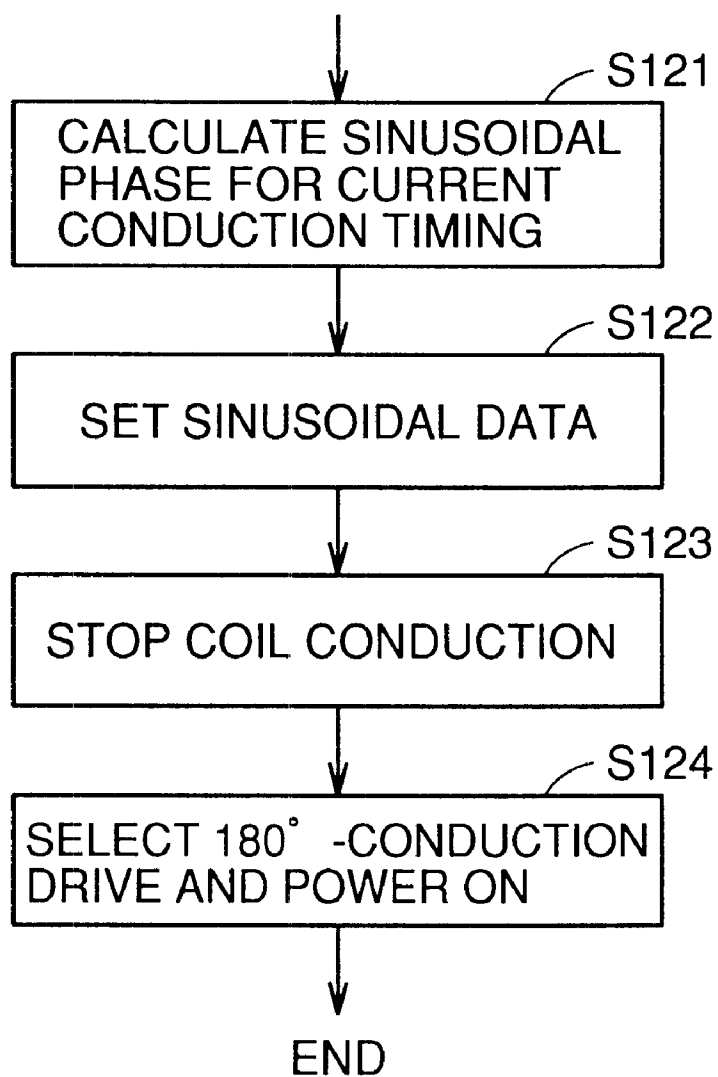 S121
CALCULATE SINUSOIDAL
PHASE FOR CURRENT
CONDUCTION TIMING
S122
SET SINUSOIDAL DATA
S123
STOP COIL CONDUCTION
S124
SELECT 180° -CONDUCTION
DRIVE AND POWER ON
END